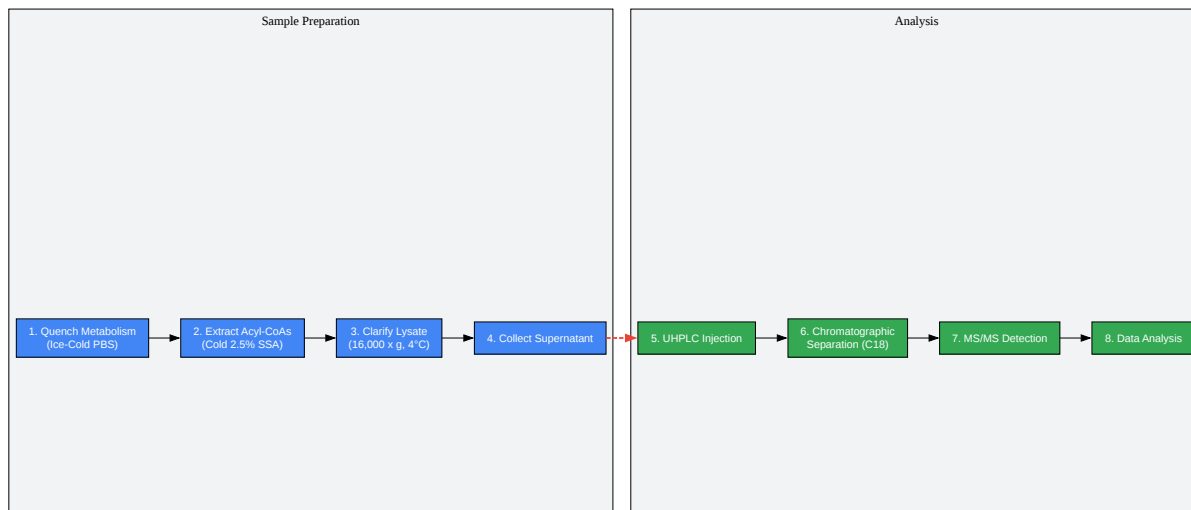 Sample Preparation
1. Quench Metabolism
(Ice-Cold PBS)
2. Extract Acyl-CoAs
(Cold 2.5% SSA)
3. Clarify Lysate
(16,000 x g, 4°C)
4. Collect Supernatant
Analysis
5. UHPLC Injection
6. Chromatographic
Separation (C18)
7. MS/MS Detection
8. Data Analysis